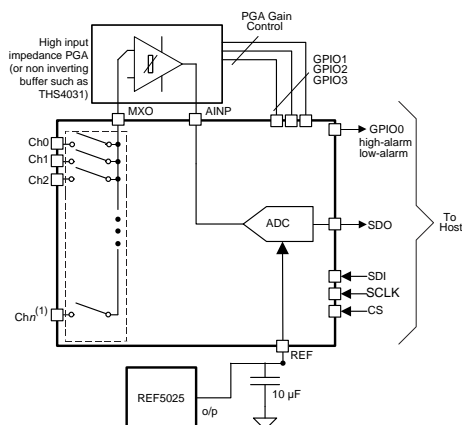 PGA Gain
Control
High input
impedance PGA
(or non inverting
buffer such as
THS4031)
GPIO1
GPIO2
GPIO3
MXO
AINP
Ch0
Ch1
Ch2
GPIO0
high-alarm
low-alarm
To
Host
ADC
SDO
SDI
SCLK
CS
Chn(1)
REF
REF5025
10 µF
o/p